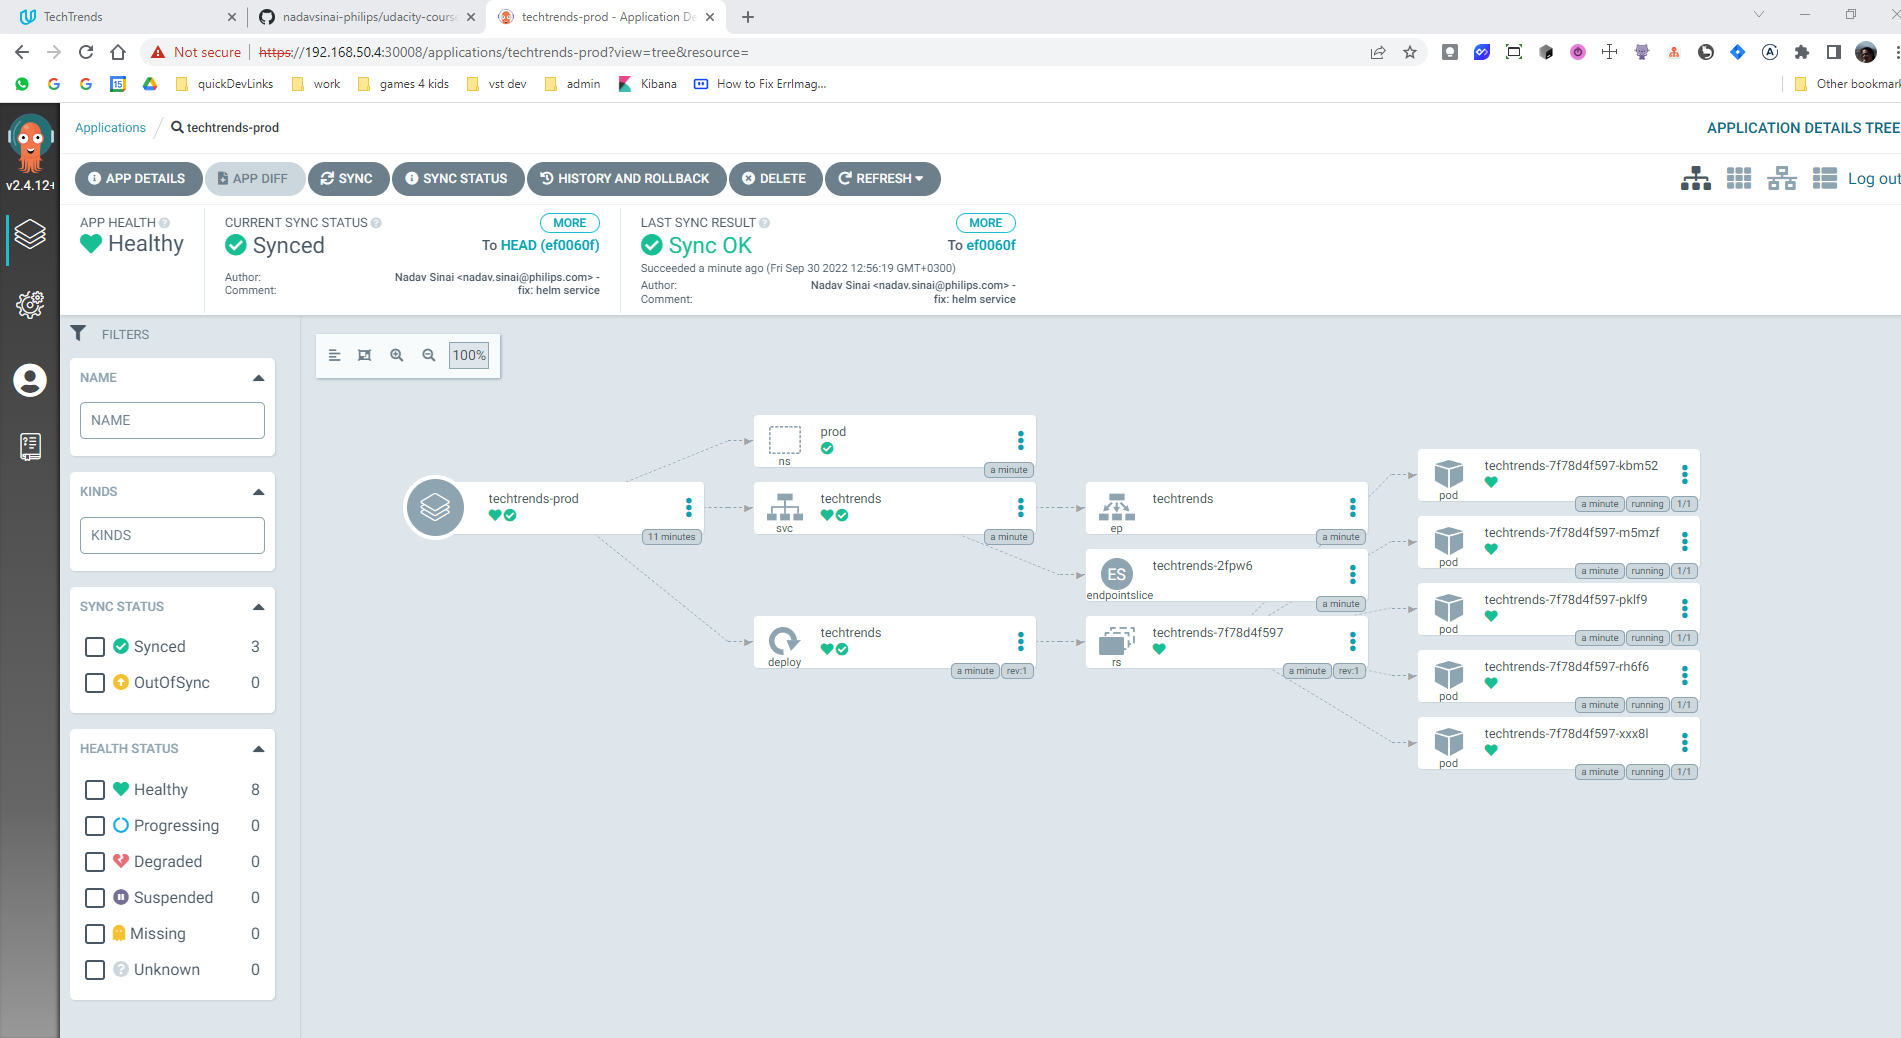 TechTrends
nadavsinai-philips/udacity-cours
techtrends-prod - Application De
Not secure
https://192.168.50.4:30008/applications/techtrends-prod?view=tree&resource=
15
quickDevLinks
work
games 4 kids
vst dev
admin
Kibana
How to Fix ErrImag...
Other bookmark
v2.4.12+
Applications
techtrends-prod
APPLICATION DETAILS TREE
APP DETAILS
APP DIFF
SYNC
SYNC STATUS
HISTORY AND ROLLBACK
DELETE
REFRESH
Log out
APP HEALTH
Healthy
CURRENT SYNC STATUS
MORE
Synced
To HEAD (ef0060f)
Author:
Nadav Sinai <nadav.sinai@philips.com> -
Comment:
fix: helm service
LAST SYNC RESULT
MORE
Sync OK
To ef0060f
Succeeded a minute ago (Fri Sep 30 2022 12:56:19 GMT+0300)
Author:
Nadav Sinai <nadav.sinai@philips.com> -
Comment:
fix: helm service
FILTERS
NAME
NAME
KINDS
KINDS
SYNC STATUS
Synced 3
OutOfSync 0
HEALTH STATUS
Healthy 8
Progressing 0
Degraded 0
Suspended 0
Missing 0
Unknown 0
100%
techtrends-prod
11 minutes
prod
ns
a minute
techtrends
svc
a minute
techtrends
deploy
a minute
rev:1
techtrends
ep
a minute
ES
techtrends-2fpw6
endpointslice
a minute
techtrends-7f78d4f597
rs
a minute
rev:1
techtrends-7f78d4f597-kbm52
pod
a minute
running
1/1
techtrends-7f78d4f597-m5mzf
pod
a minute
running
1/1
techtrends-7f78d4f597-pklf9
pod
a minute
running
1/1
techtrends-7f78d4f597-rh6f6
pod
a minute
running
1/1
techtrends-7f78d4f597-xxx8l
pod
a minute
running
1/1